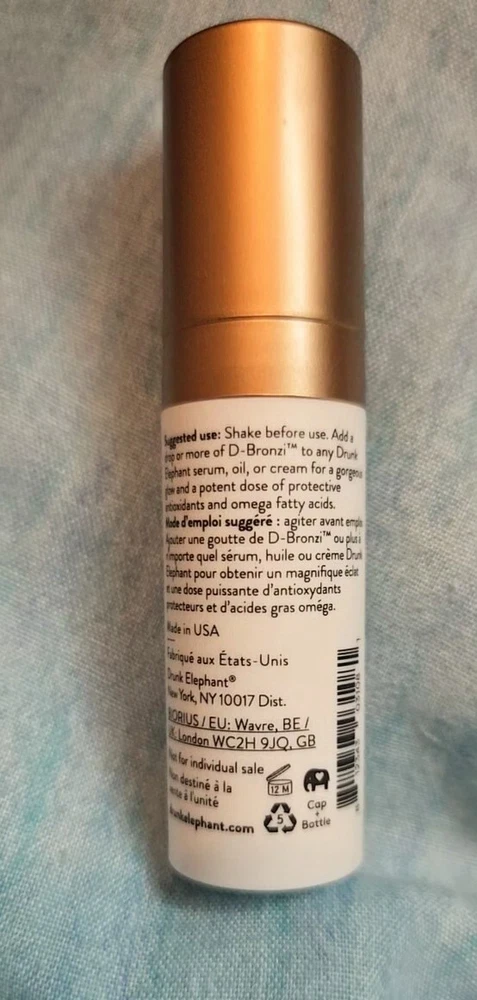 Suggested use: Shake before use. Add a
drop or more of D-Bronzi™ to any Drunk
Elephant serum, oil, or cream for a gorgeous
glow and a potent dose of protective
antioxidants and omega fatty acids.
Mode d'emploi suggéré : agiter avant emploi
Ajouter une goutte de D-Bronzi™ ou plus à
n'importe quel sérum, huile ou crème Drunk
Elephant pour obtenir un magnifique éclat
et une dose puissante d'antioxydants
protecteurs et d'acides gras oméga.
Made in USA
Fabriqué aux États-Unis
Drunk Elephant®
New York, NY 10017 Dist.
BIORIUS / EU: Wavre, BE /
UK: London WC2H 9JQ, GB
Not for individual sale
Non destiné à la
vente à l'unité
drunkelephant.com
12 M
5
Cap
+
Bottle